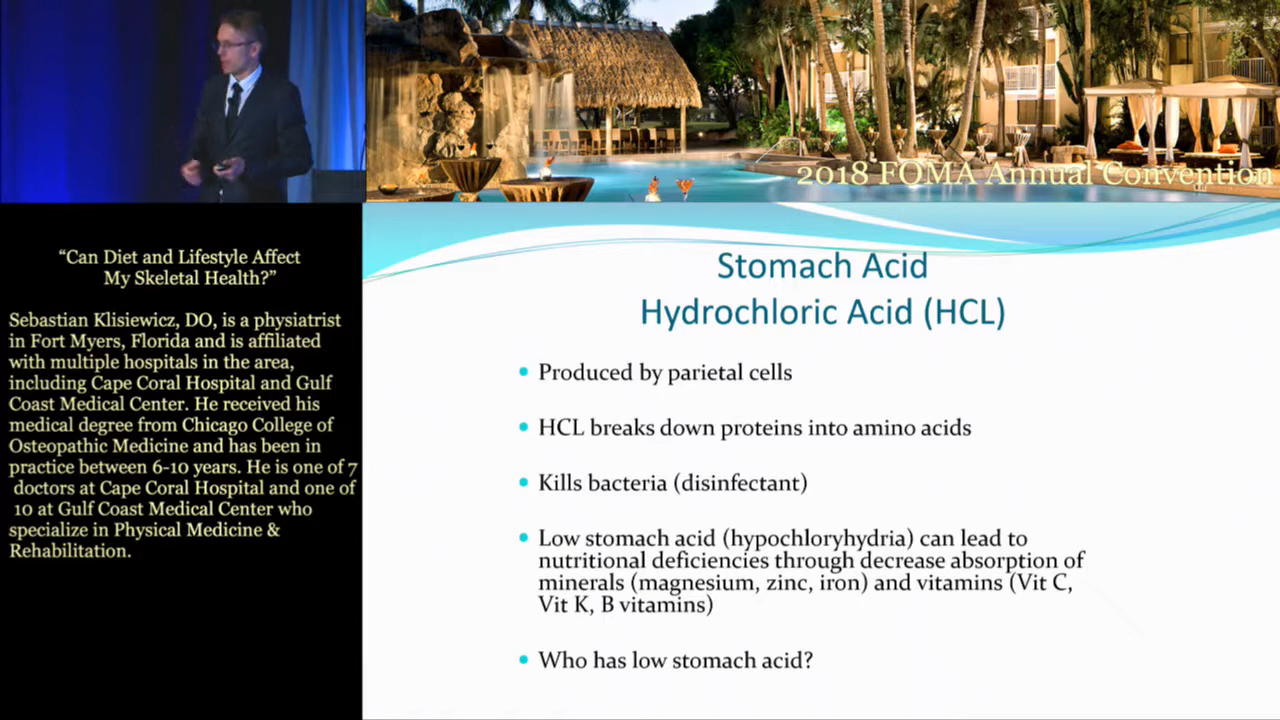 2018 FOMA Annual Convention
“Can Diet and Lifestyle Affect
My Skeletal Health?”
Sebastian Klisiewicz, DO, is a physiatrist
in Fort Myers, Florida and is affiliated
with multiple hospitals in the area,
including Cape Coral Hospital and Gulf
Coast Medical Center. He received his
medical degree from Chicago College of
Osteopathic Medicine and has been in
practice between 6-10 years. He is one of 7
doctors at Cape Coral Hospital and one of
10 at Gulf Coast Medical Center who
specialize in Physical Medicine &
Rehabilitation.
Stomach Acid
Hydrochloric Acid (HCL)
• Produced by parietal cells
• HCL breaks down proteins into amino acids
• Kills bacteria (disinfectant)
• Low stomach acid (hypochloryhydria) can lead to
nutritional deficiencies through decrease absorption of
minerals (magnesium, zinc, iron) and vitamins (Vit C,
Vit K, B vitamins)
• Who has low stomach acid?